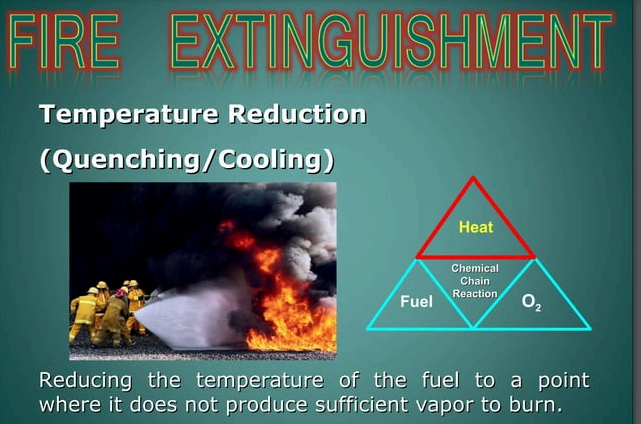 FIRE EXTINGUISHMENT
Temperature Reduction
(Quenching/Cooling)
Heat
Chemical
Chain
Reaction
Fuel
O₂
Reducing the temperature of the fuel to a point
where it does not produce sufficient vapor to burn.